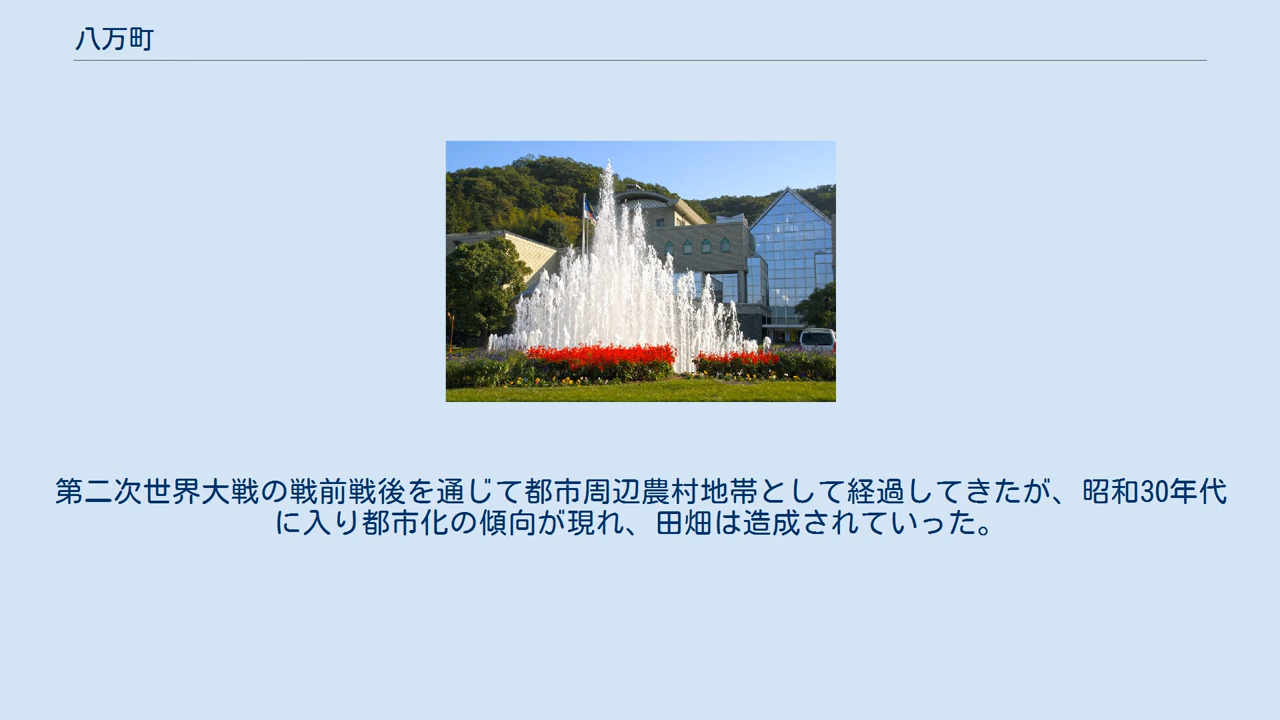 八万町
第二次世界大戦の戦前戦後を通じて都市周辺農村地帯として経過してきたが、昭和30年代
に入り都市化の傾向が現れ、田畑は造成されていった。